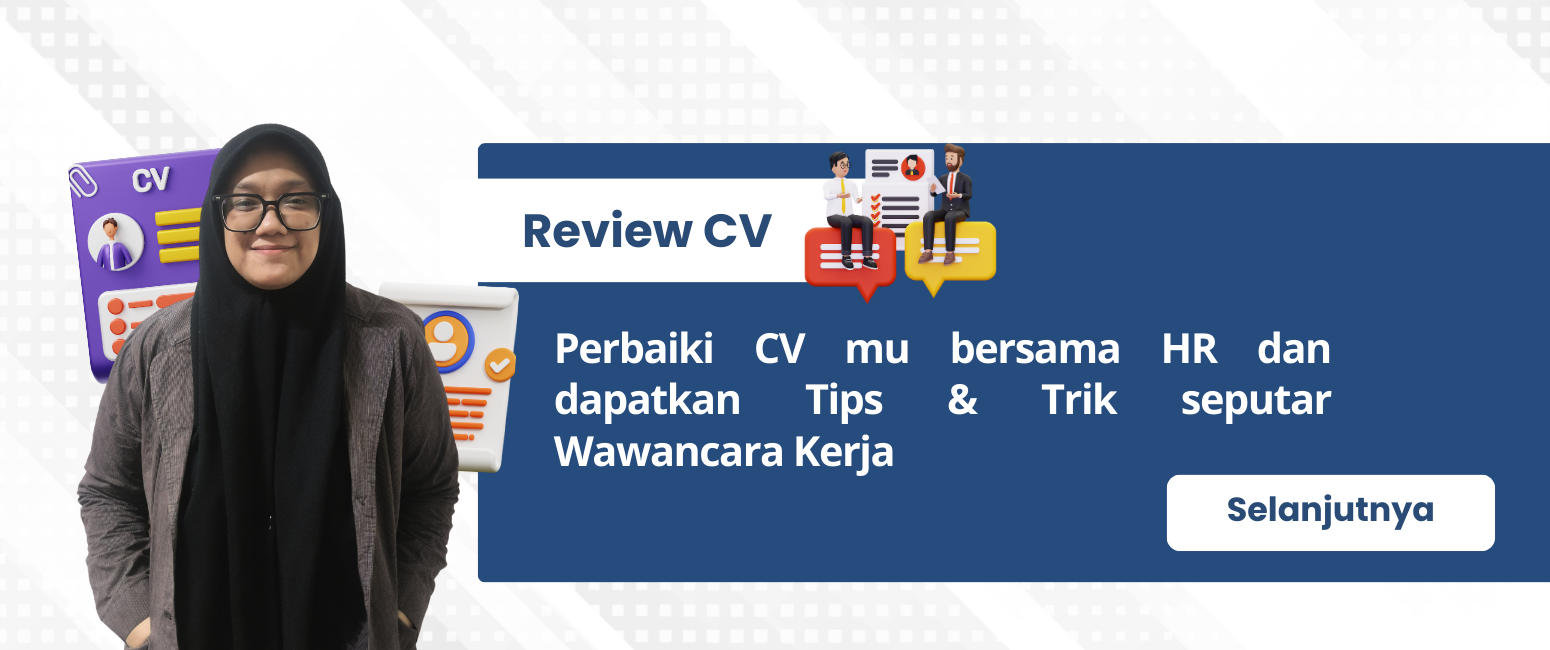 CV
Review CV
Perbaiki CV mu bersama HR dan
dapatkan Tips & Trik seputar
Wawancara Kerja
Selanjutnya